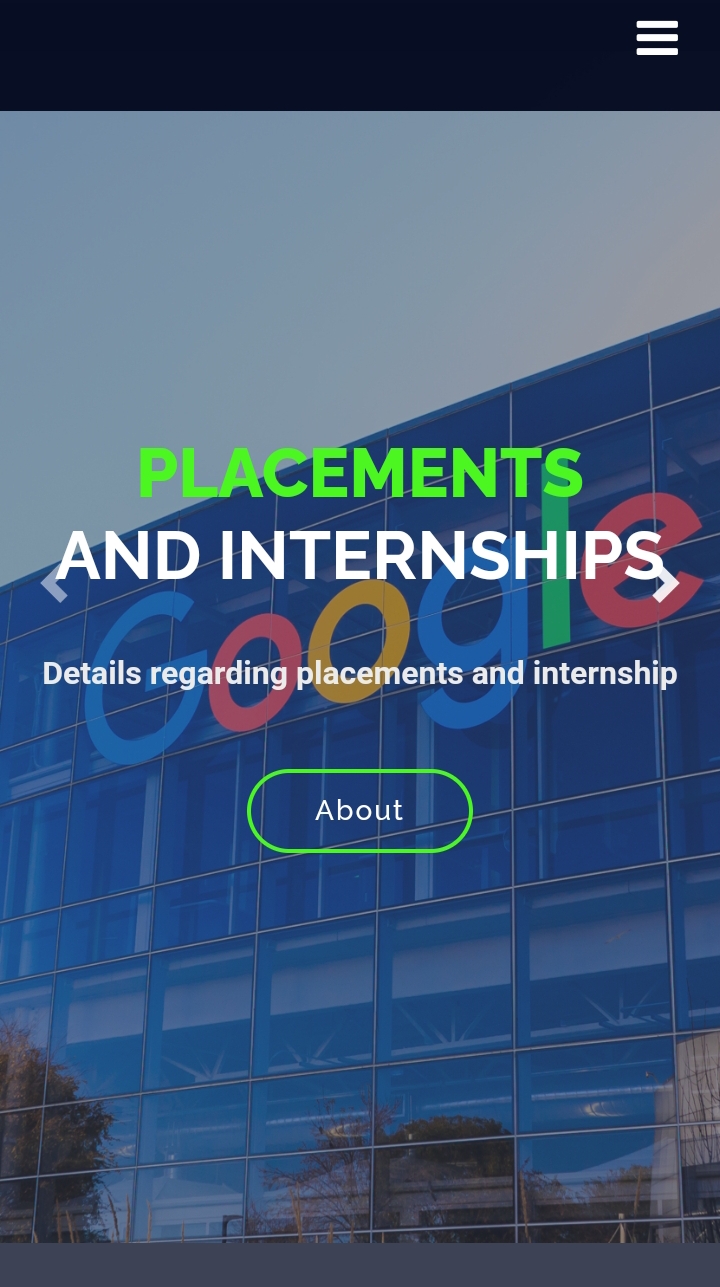 PLACEMENTS
AND INTERNSHIPS
Google
Details regarding placements and internship
About